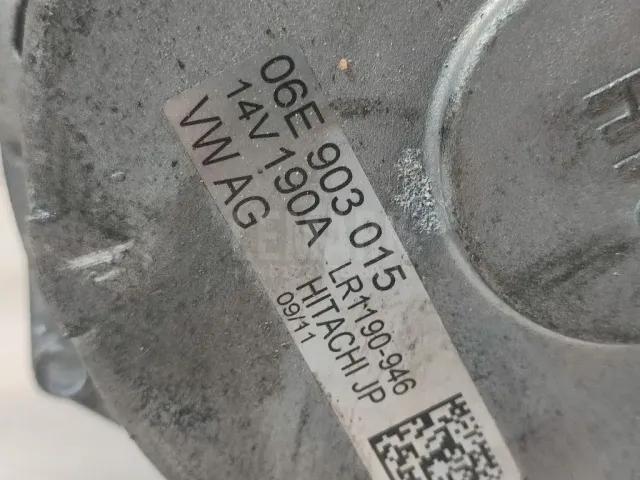 06E 903 015
14V 190A
VW AG
LR1190-946
HITACHI JP
09/11